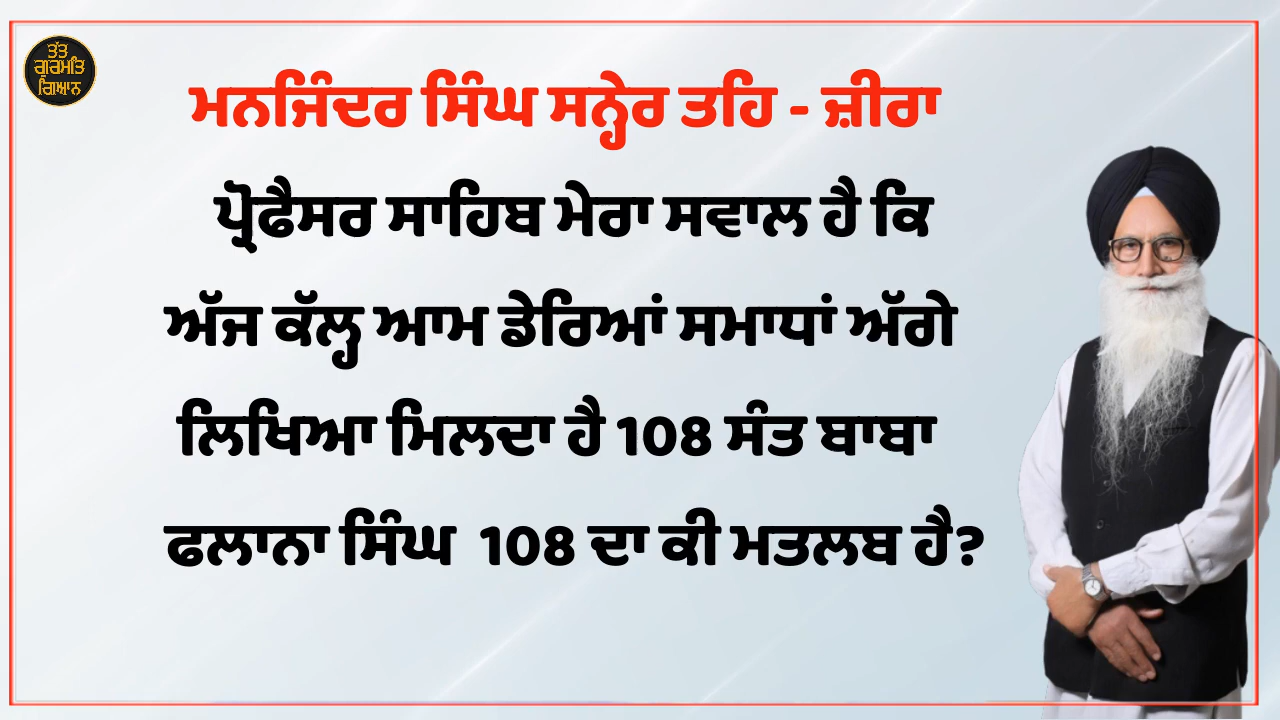 ਤੱਤ
ਗੁਰਮਤਿ
ਗਿਆਨ
ਮਨਜਿੰਦਰ ਸਿੰਘ ਸਨ੍ਹੇਰ ਤਹਿ - ਜ਼ੀਰਾ
ਪ੍ਰੋਫੈਸਰ ਸਾਹਿਬ ਮੇਰਾ ਸਵਾਲ ਹੈ ਕਿ
ਅੱਜ ਕੱਲ੍ਹ ਆਮ ਡੇਰਿਆਂ ਸਮਾਧਾਂ ਅੱਗੇ
ਲਿਖਿਆ ਮਿਲਦਾ ਹੈ 108 ਸੰਤ ਬਾਬਾ
ਫਲਾਨਾ ਸਿੰਘ 108 ਦਾ ਕੀ ਮਤਲਬ ਹੈ?